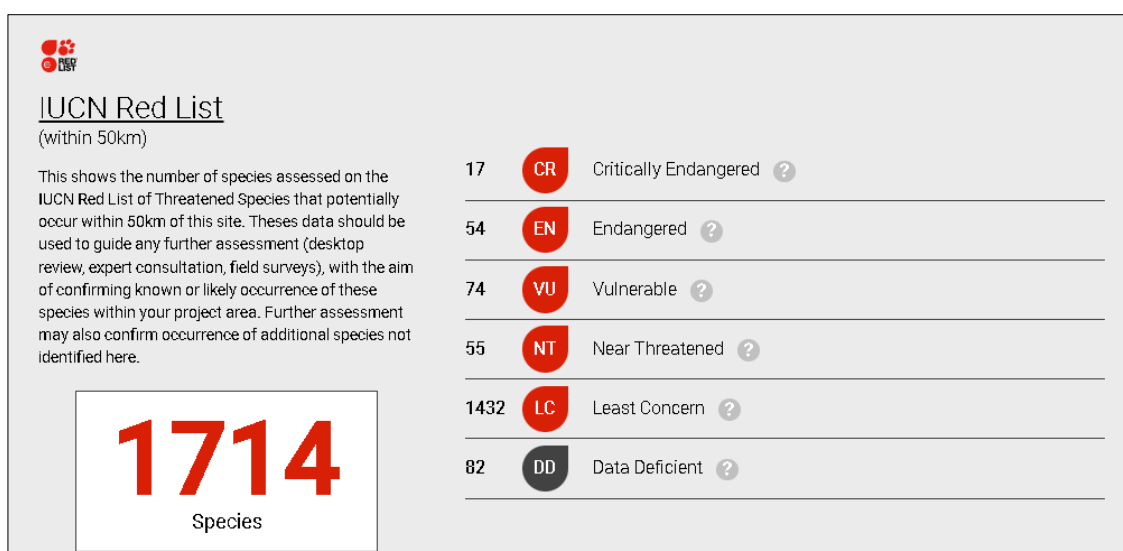 RED
LIST
IUCN Red List
(within 50km)
This shows the number of species assessed on the
IUCN Red List of Threatened Species that potentially
occur within 50km of this site. Theses data should be
used to guide any further assessment (desktop
review, expert consultation, field surveys), with the aim
of confirming known or likely occurrence of these
species within your project area. Further assessment
may also confirm occurrence of additional species not
identified here.
1714
Species
17 CR Critically Endangered ?
54 EN Endangered ?
74 VU Vulnerable ?
55 NT Near Threatened ?
1432 LC Least Concern ?
82 DD Data Deficient ?